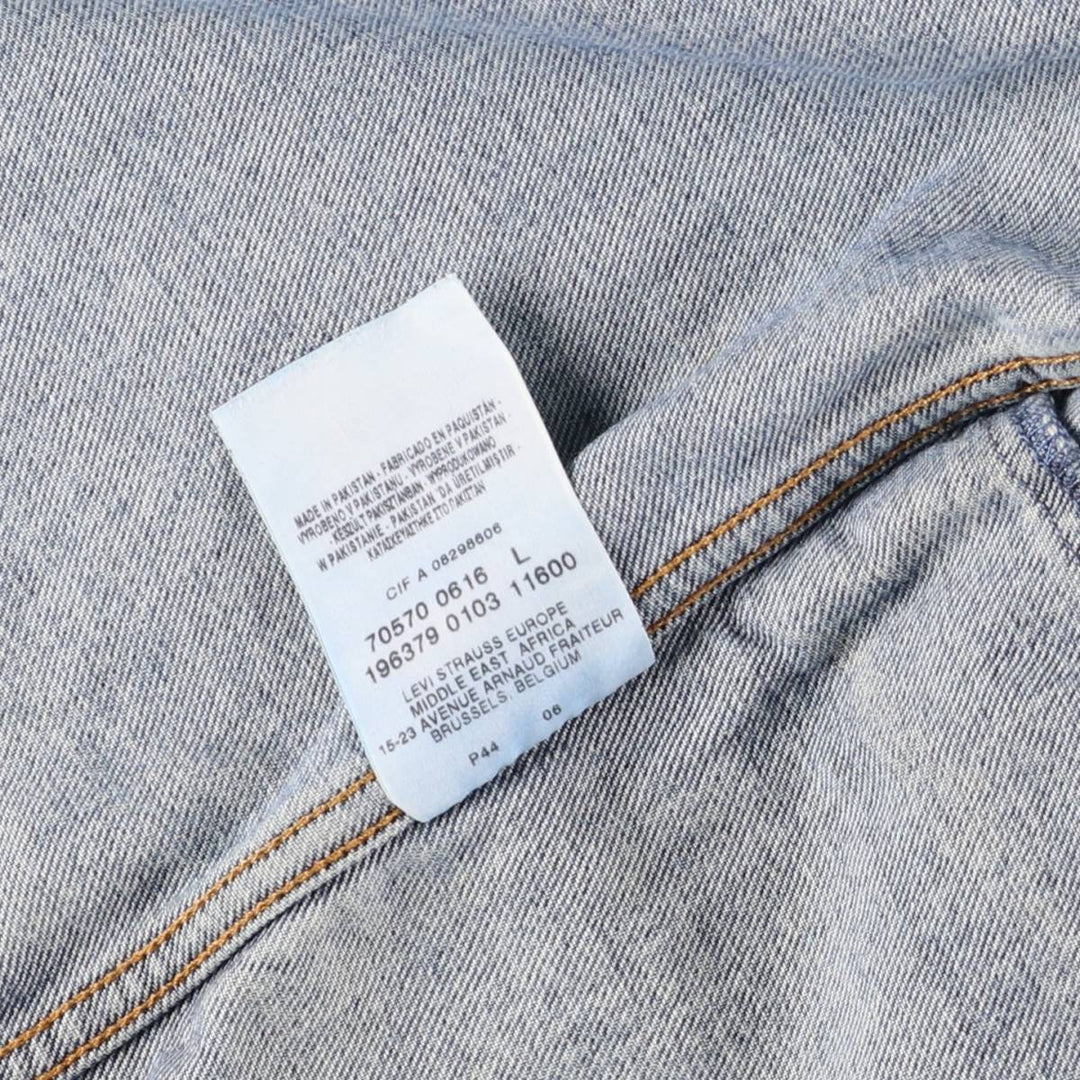 MADE IN PAKISTAN - FABRICADO EN PAQUISTÁN -
VYROBENO V PAKISTANU - VYROBENE V PAKISTAN
- KÉSZÜLT PAKISZTÁNBAN WYPRODUKOWANO
W PAKISTANIE - PAKISTAN DA ÜRETILMIŞTIR -
ΚΑΤΑΣΚΕΥΑΣΤΗΚΕ ΣΤΟ ΠΑΚΙΣΤΑΝ
CIF A 08298606
70570 0616 L
196379 0103 11600
LEVI STRAUSS EUROPE
MIDDLE EAST, AFRICA
15-23 AVENUE ARNAUD FRAITEUR
BRUSSELS, BELGIUM
P44 06